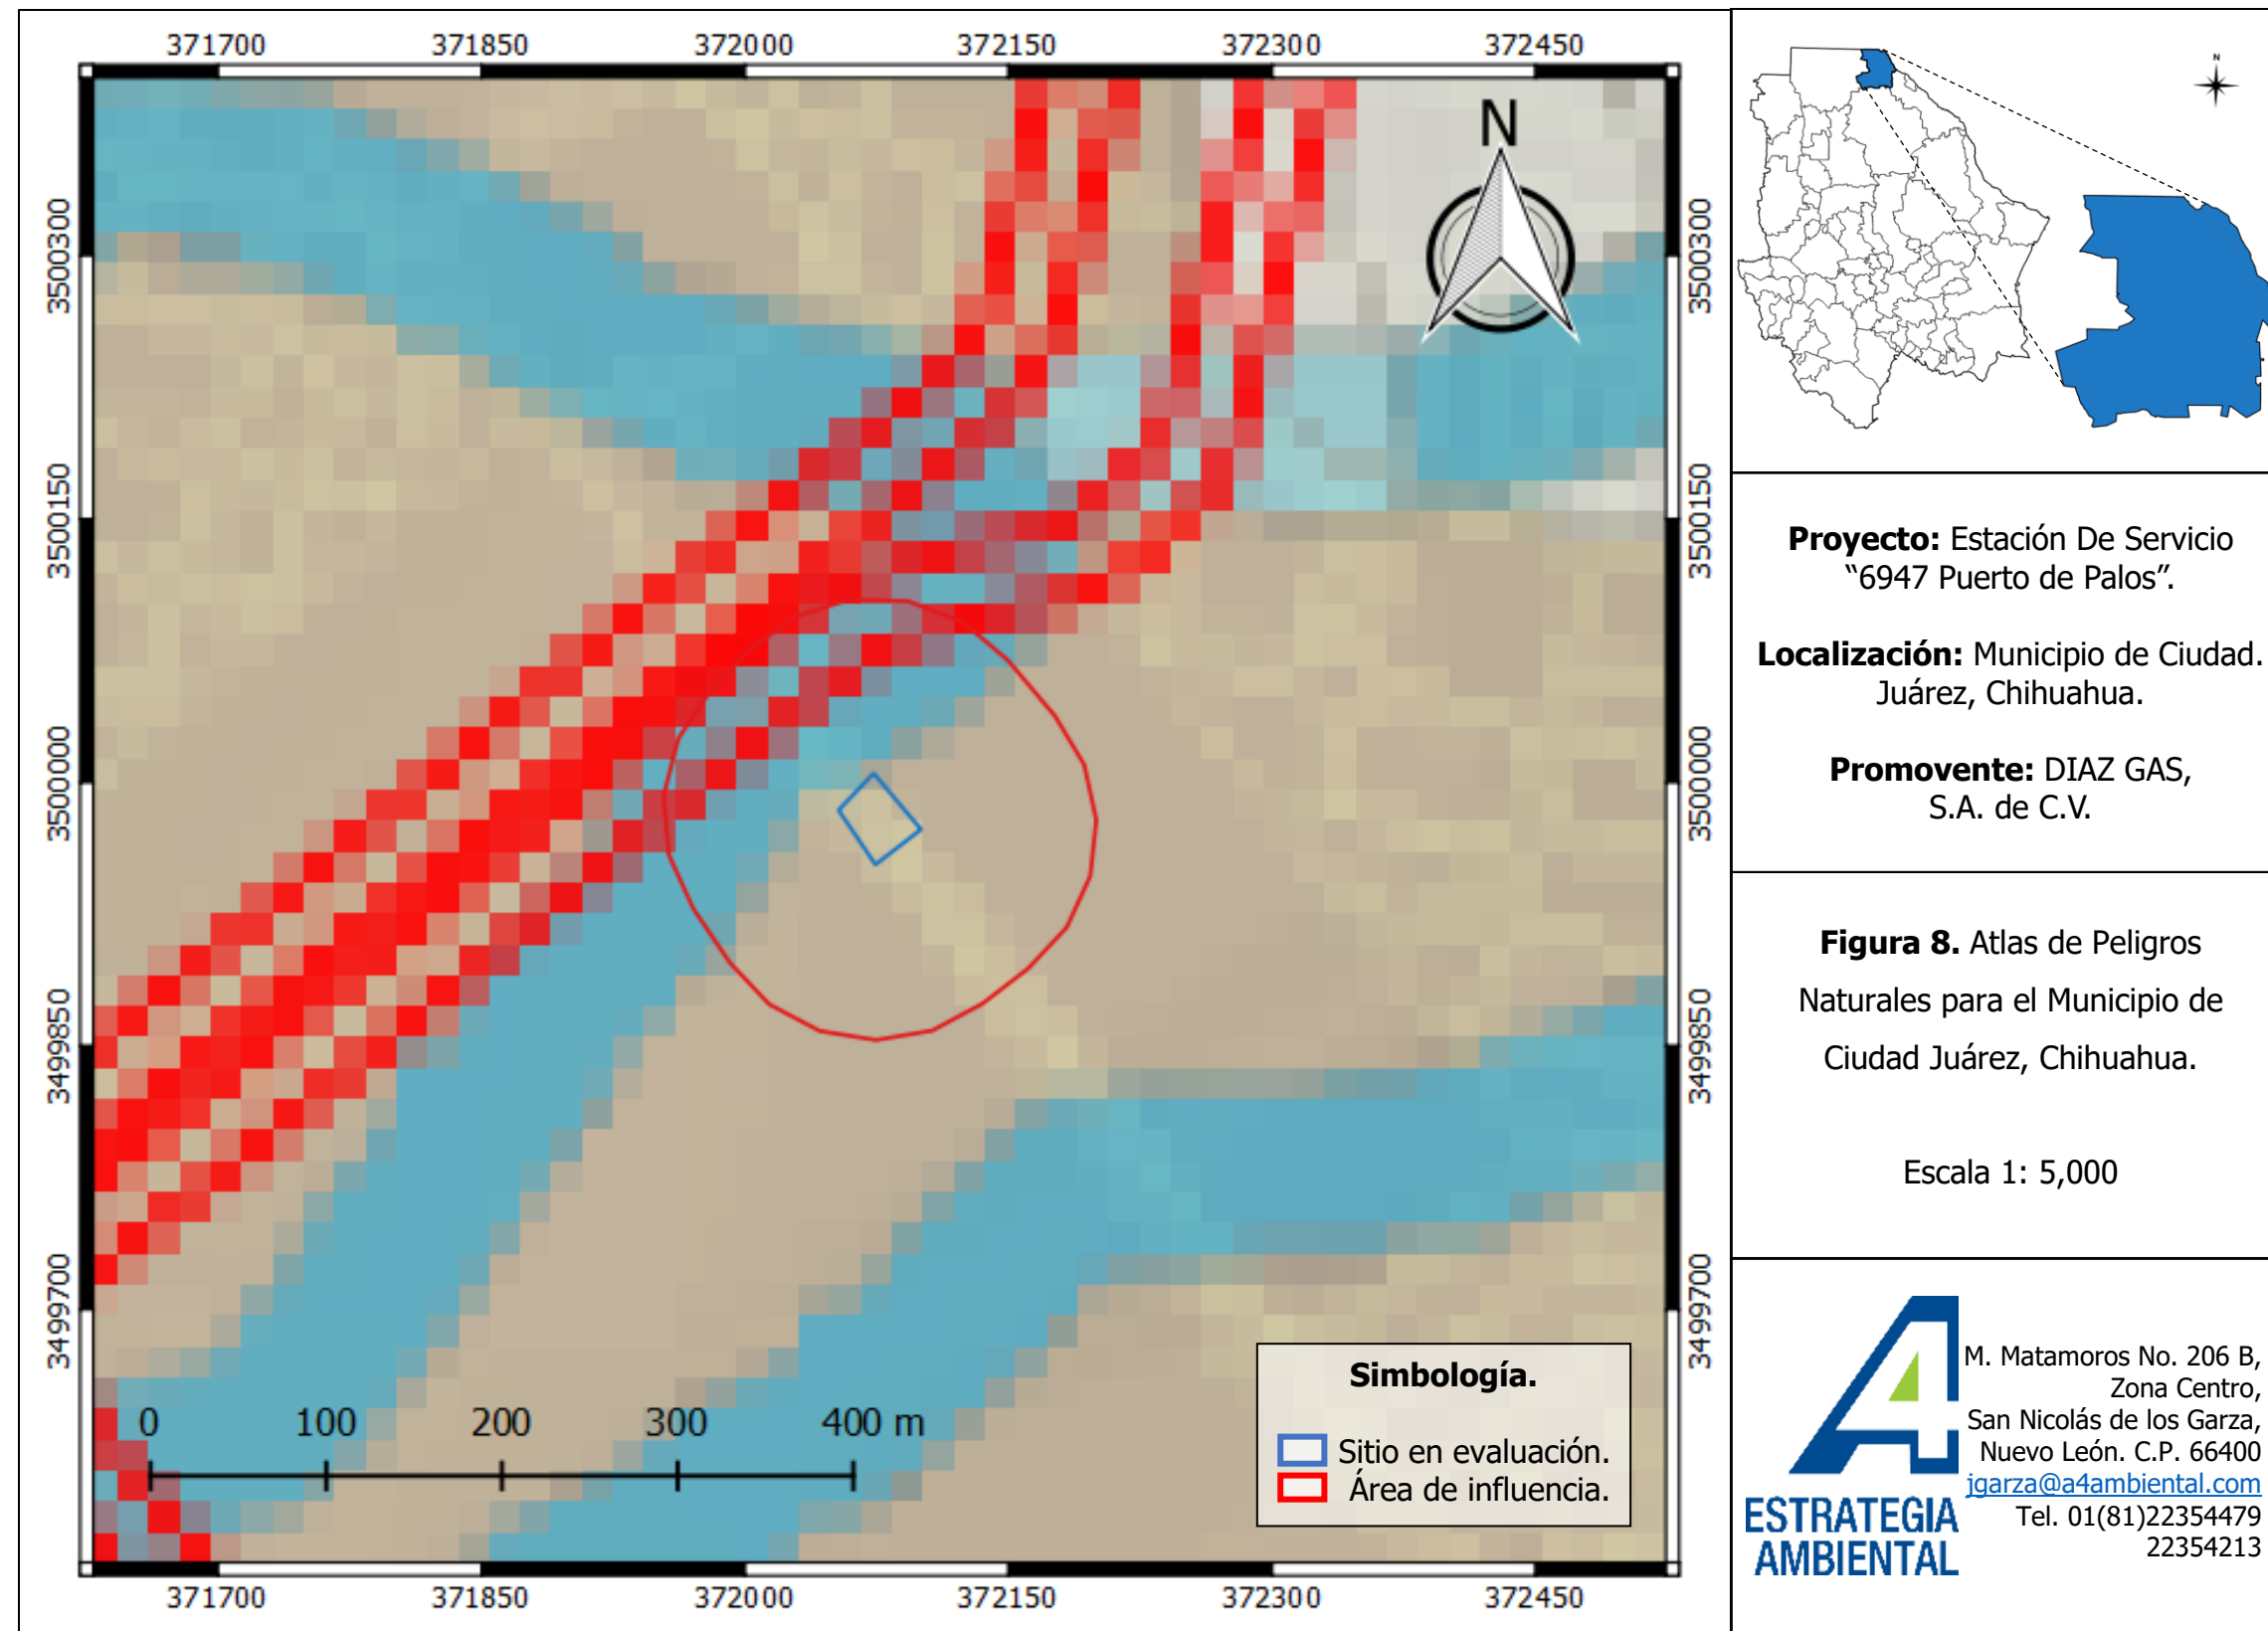 371700 371850 372000 372150 372300 372450
3500300
3500150
3500000
3499850
3499700
3500300
3500150
3500000
3499850
3499700
N
0 100 200 300 400 m
Simbología.
Sitio en evaluación.
Área de influencia.
371700 371850 372000 372150 372300 372450
N
Proyecto: Estación De Servicio
“6947 Puerto de Palos”.
Localización: Municipio de Ciudad.
Juárez, Chihuahua.
Promovente: DIAZ GAS,
S.A. de C.V.
Figura 8. Atlas de Peligros
Naturales para el Municipio de
Ciudad Juárez, Chihuahua.
Escala 1: 5,000
A4
ESTRATEGIA
AMBIENTAL
M. Matamoros No. 206 B,
Zona Centro,
San Nicolás de los Garza,
Nuevo León. C.P. 66400
jgarza@a4ambiental.com
Tel. 01(81)22354479
22354213